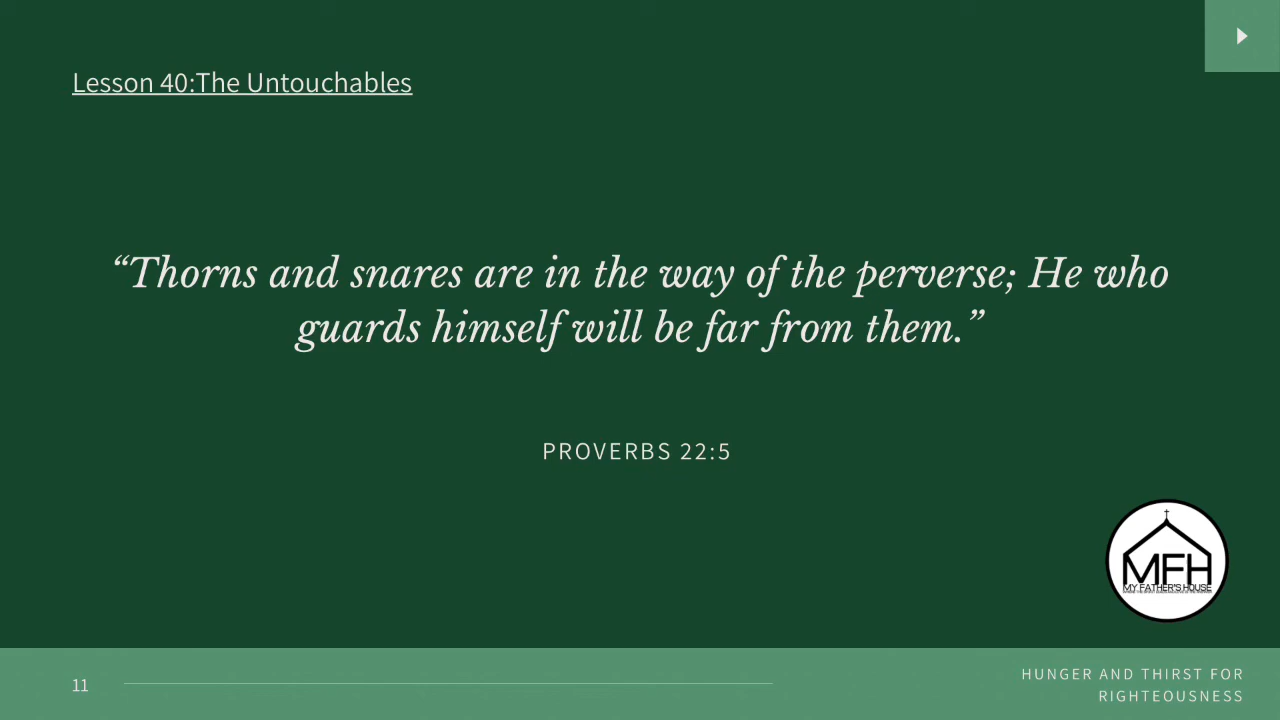 Lesson 40:The Untouchables
“Thorns and snares are in the way of the perverse; He who
guards himself will be far from them.”
PROVERBS 22:5
MFH
MY FATHER'S HOUSE
11
HUNGER AND THIRST FOR
RIGHTEOUSNESS